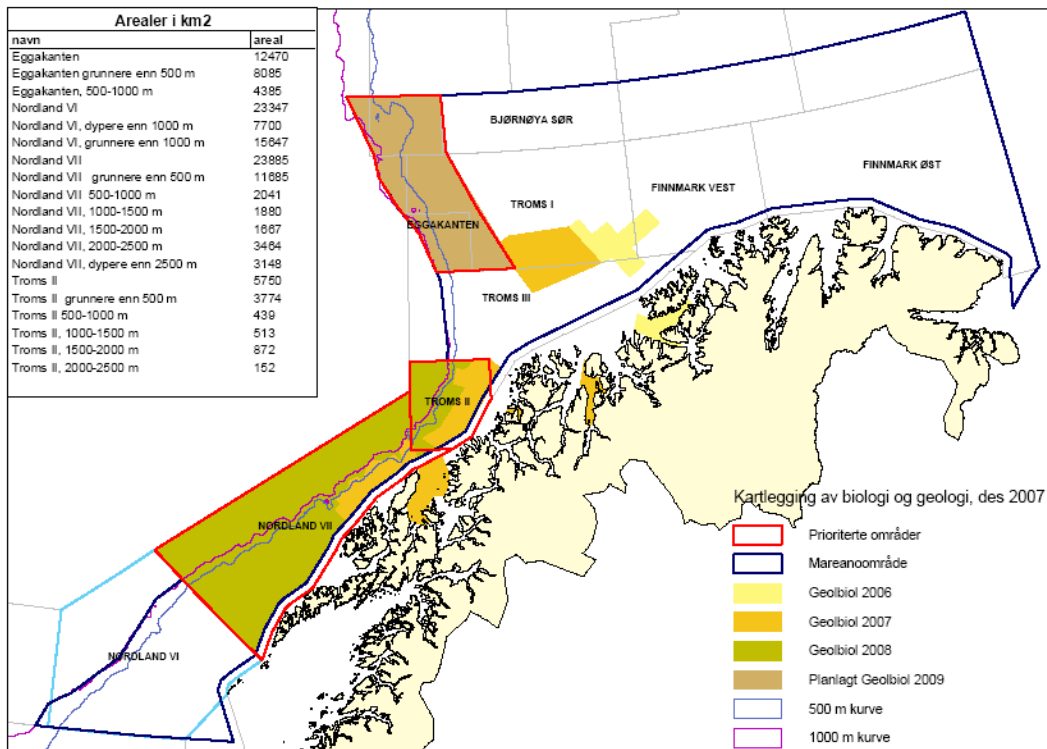 Arealer i km2
navn areal
Eggakanten 12470
Eggakanten grunnere enn 500 m 8085
Eggakanten, 500-1000 m 4385
Nordland VI 23347
Nordland VI, dypere enn 1000 m 7700
Nordland VI, grunnere enn 1000 m 15647
Nordland VII 23885
Nordland VII grunnere enn 500 m 11685
Nordland VII 500-1000 m 2041
Nordland VII, 1000-1500 m 1880
Nordland VII, 1500-2000 m 1667
Nordland VII, 2000-2500 m 3464
Nordland VII, dypere enn 2500 m 3148
Troms II 5750
Troms II grunnere enn 500 m 3774
Troms II 500-1000 m 439
Troms II, 1000-1500 m 513
Troms II, 1500-2000 m 872
Troms II, 2000-2500 m 152
BJØRNØYA SØR
FINNMARK ØST
FINNMARK VEST
TROMS I
EGGAKANTEN
TROMS III
TROMS II
NORDLAND VII
NORDLAND VI
Kartlegging av biologi og geologi, des 2007
Prioriterte områder
Mareanoområde
Geolbiol 2006
Geolbiol 2007
Geolbiol 2008
Planlagt Geolbiol 2009
500 m kurve
1000 m kurve